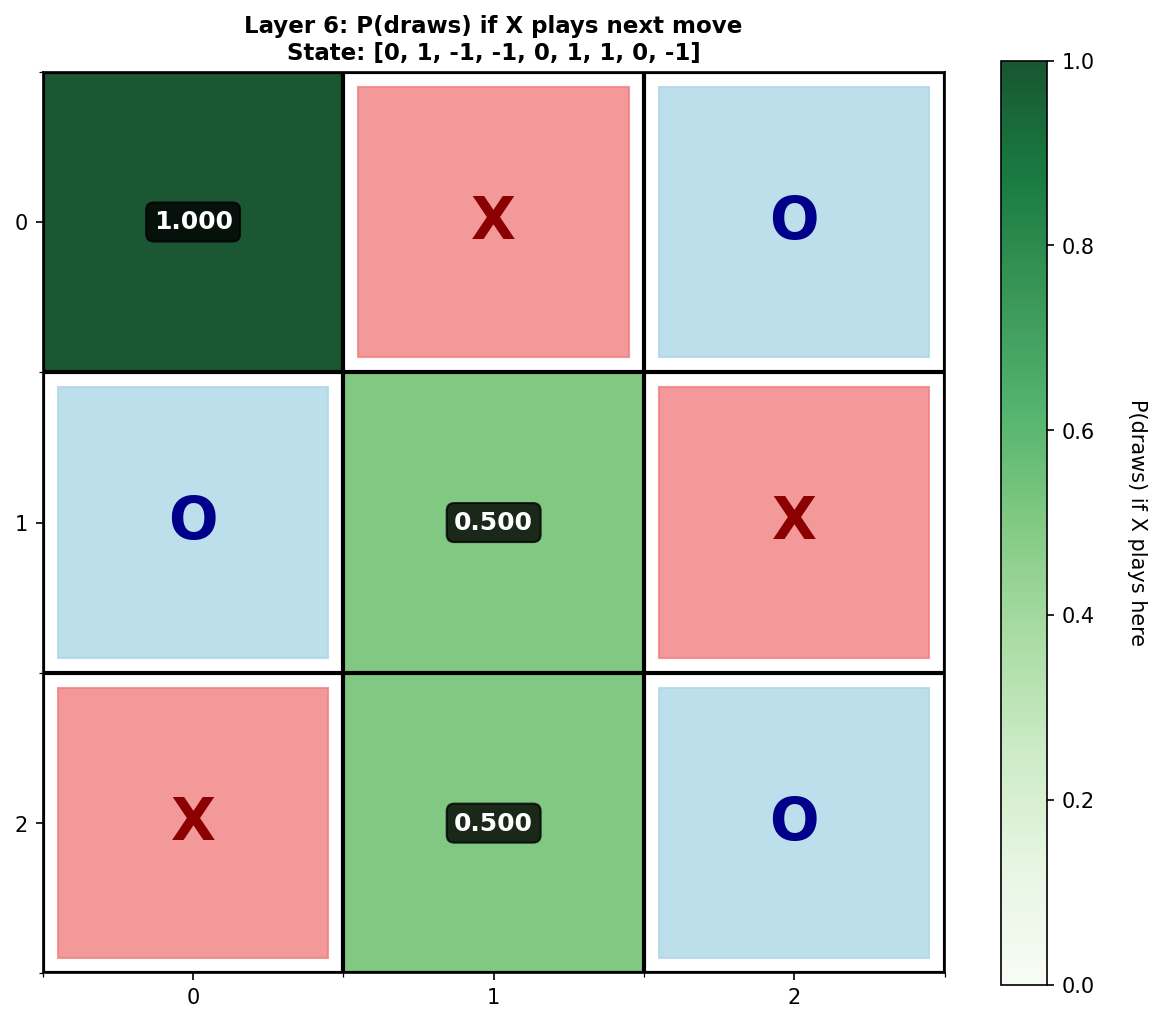 Layer 6: P(draws) if X plays next move
State: [0, 1, -1, -1, 0, 1, 1, 0, -1]
0
1.000
X
O
1
O
0.500
X
2
X
0.500
O
0
1
2
1.0
0.8
0.6
0.4
0.2
0.0
P(draws) if X plays here